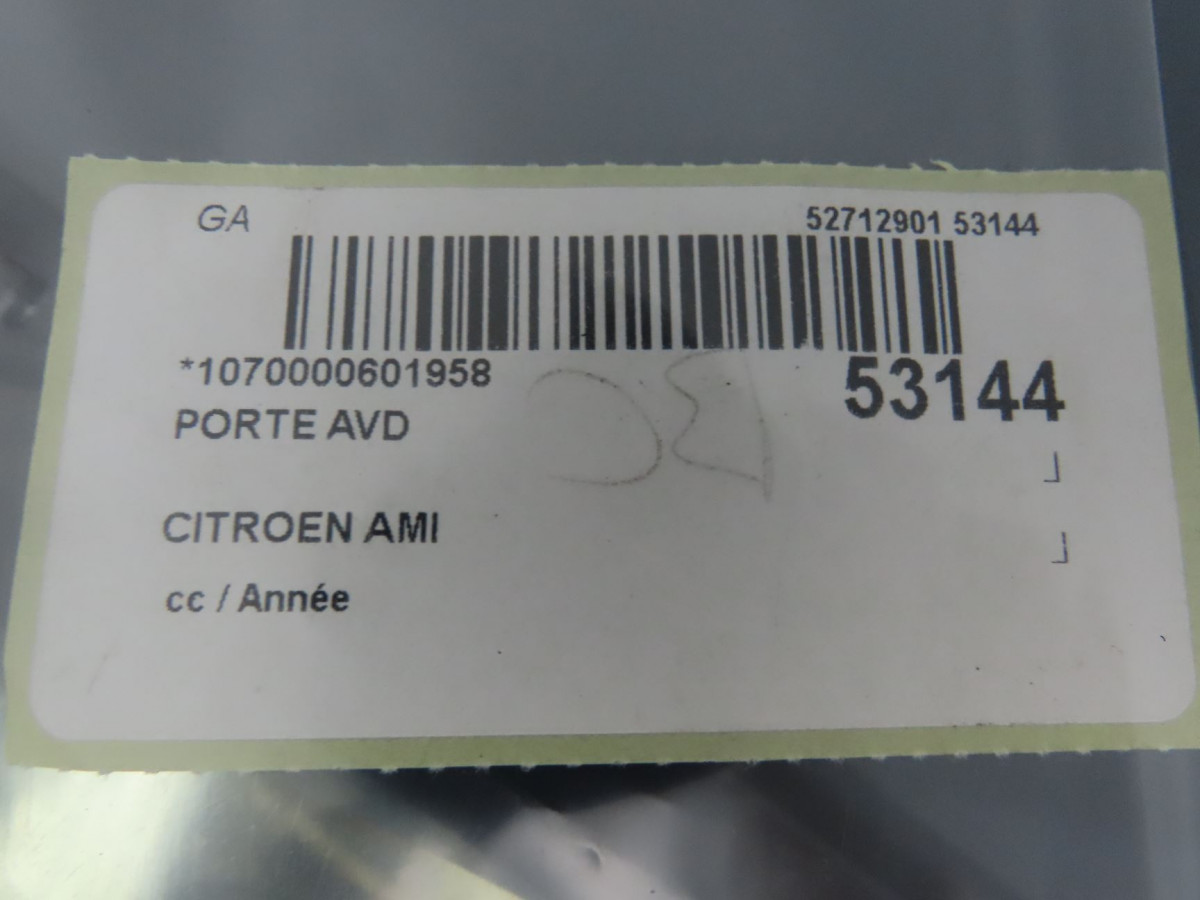 GA
52712901 53144
*1070000601958
53144
PORTE AVD
CITROEN AMI
cc / Année